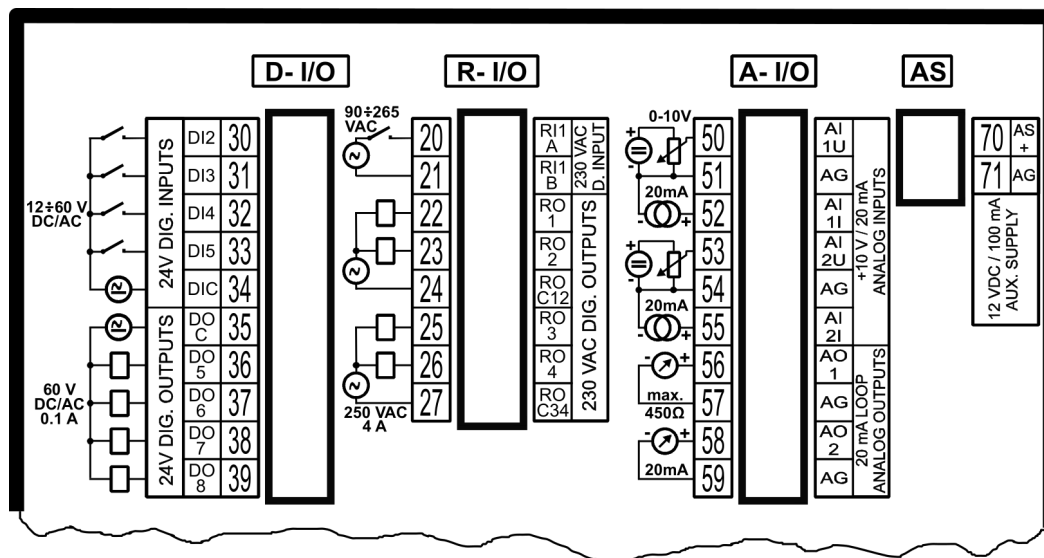 D- I/O
R- I/O
A- I/O
AS
12÷60 V
DC/AC
60 V
DC/AC
0.1 A
24V DIG. INPUTS
24V DIG. OUTPUTS
DI2 30
DI3 31
DI4 32
DI5 33
DIC 34
DO C 35
DO 5 36
DO 6 37
DO 7 38
DO 8 39
90÷265
VAC
250 VAC
4 A
20 RI1 A
21 RI1 B
22 RO 1
23 RO 2
24 RO C12
25 RO 3
26 RO 4
27 RO C34
230 VAC
D. INPUT
230 VAC DIG. OUTPUTS
0-10V
+
-
20mA
- +
+
-
20mA
- +
- +
max.
450Ω
- +
20mA
50 AI 1U
51 AG
52 AI 1I
53 AI 2U
54 AG
55 AI 2I
56 AO 1
57 AG
58 AO 2
59 AG
+10 V / 20 mA
ANALOG INPUTS
20 mA LOOP
ANALOG OUTPUTS
70 AS +
71 AG
12 VDC / 100 mA
AUX. SUPPLY